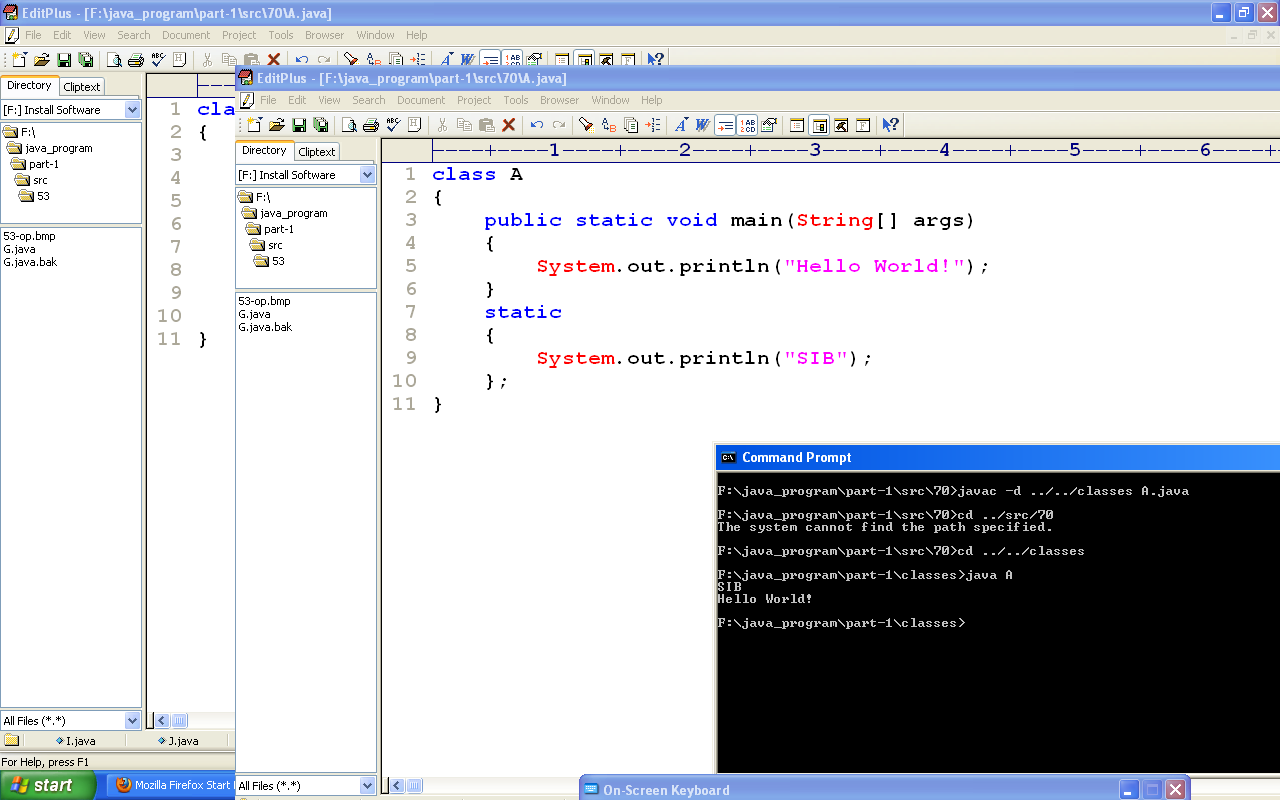 EditPlus - [F:\java_program\part-1\src\70\A.java]
File Edit View Search Document Project Tools Browser Window Help
Directory Cliptext
[F:] Install Software
F:\
java_program
part-1
src
53
53-op.bmp
G.java
G.java.bak
All Files (*.*)
I.java J.java
For Help, press F1
start Mozilla Firefox Start
1 cla
2 {
3
4
5
6
7
8
9
10
11 }
EditPlus - [F:\java_program\part-1\src\70\A.java]
File Edit View Search Document Project Tools Browser Window Help
Directory Cliptext
[F:] Install Software
F:\
java_program
part-1
src
53
53-op.bmp
G.java
G.java.bak
All Files (*.*)
----+----1----+----2----+----3----+----4----+----5----+----6----+
1 class A
2 {
3 public static void main(String[] args)
4 {
5 System.out.println("Hello World!");
6 }
7 static
8 {
9 System.out.println("SIB");
10 };
11 }
Command Prompt
F:\java_program\part-1\src\70>javac -d ../../classes A.java
F:\java_program\part-1\src\70>cd ../src/70
The system cannot find the path specified.
F:\java_program\part-1\src\70>cd ../../classes
F:\java_program\part-1\classes>java A
SIB
Hello World!
F:\java_program\part-1\classes>
On-Screen Keyboard